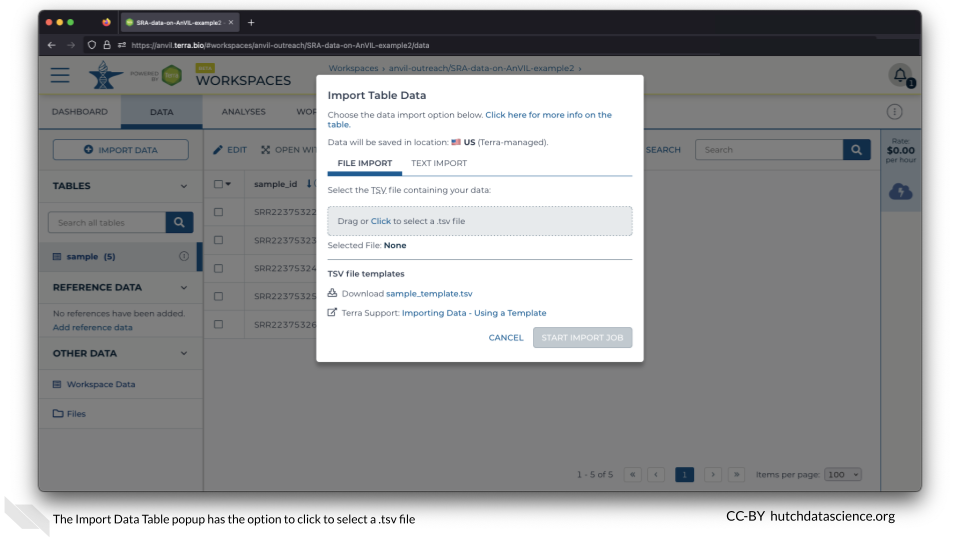 SRA-data-on-AnVIL-example2 - ×
https://anvil.terra.bio/#workspaces/anvil-outreach/SRA-data-on-AnVIL-example2/data
POWERED BY Terra
BETA
WORKSPACES
Workspaces › anvil-outreach/SRA-data-on-AnVIL-example2 ›
1
DASHBOARD DATA ANALYSES WOR
Import Table Data
Choose the data import option below. Click here for more info on the
table.
Data will be saved in location: US (Terra-managed).
FILE IMPORT TEXT IMPORT
Select the TSV file containing your data:
Drag or Click to select a .tsv file
Selected File: None
TSV file templates
Download sample_template.tsv
Terra Support: Importing Data - Using a Template
CANCEL START IMPORT JOB
IMPORT DATA
EDIT OPEN WIT
SEARCH Search
Rate:
$0.00
per hour
TABLES
Search all tables
sample (5)
REFERENCE DATA
No references have been added.
Add reference data
OTHER DATA
Workspace Data
Files
sample_id
SRR22375322
SRR22375323
SRR22375324
SRR22375325
SRR22375326
1 - 5 of 5 « ‹ 1 › » Items per page: 100
The Import Data Table popup has the option to click to select a .tsv file
CC-BY hutchdatascience.org